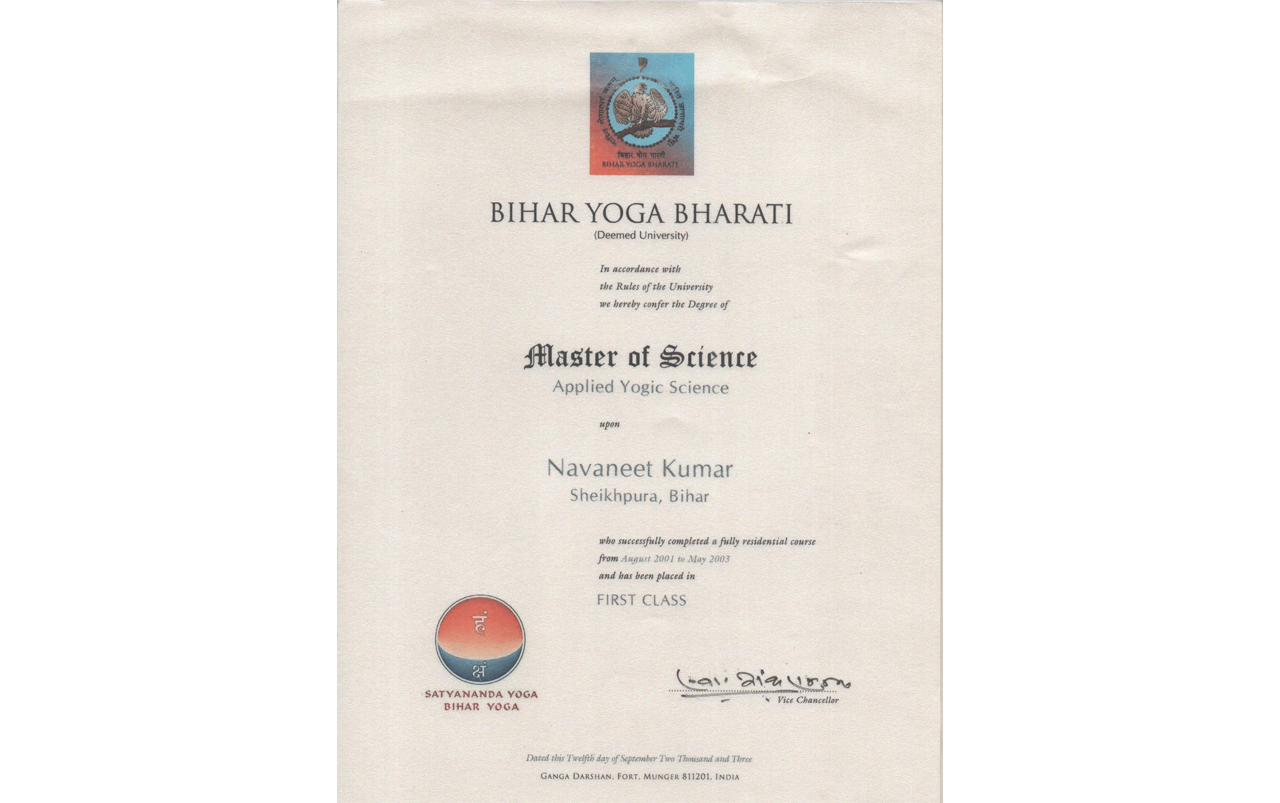 बिहार योग भारती
BIHAR YOGA BHARATI
BIHAR YOGA BHARATI
(Deemed University)
In accordance with
the Rules of the University
we hereby confer the Degree of
Master of Science
Applied Yogic Science
upon
Navaneet Kumar
Sheikhpura, Bihar
who successfully completed a fully residential course
from August 2001 to May 2003
and has been placed in
FIRST CLASS
हं
क्षं
SATYANANDA YOGA
BIHAR YOGA
Vice Chancellor
Dated this Twelfth day of September Two Thousand and Three
GANGA DARSHAN, FORT, MUNGER 811201, INDIA